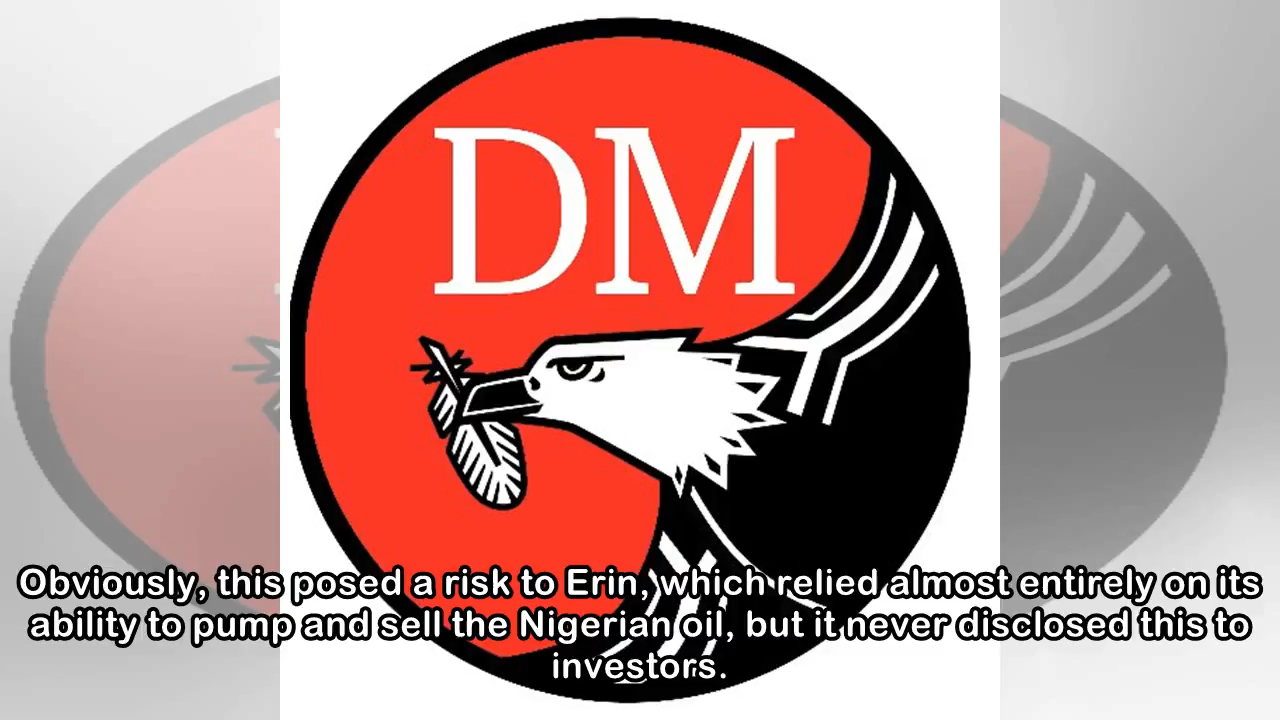 DM
Obviously, this posed a risk to Erin, which relied almost entirely on its
ability to pump and sell the Nigerian oil, but it never disclosed this to
investors.